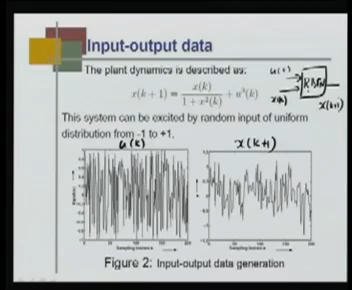 Input-output data
The plant dynamics is described as:
x(k + 1) = x(k) / 1 + x²(k) + u³(k)
u(k)
x(k)
x(k+1)
This system can be excited by random input of uniform
distribution from -1 to +1.
u(k)
x(k+1)
Sampling instance
Sampling instance
Figure 2: Input-output data generation